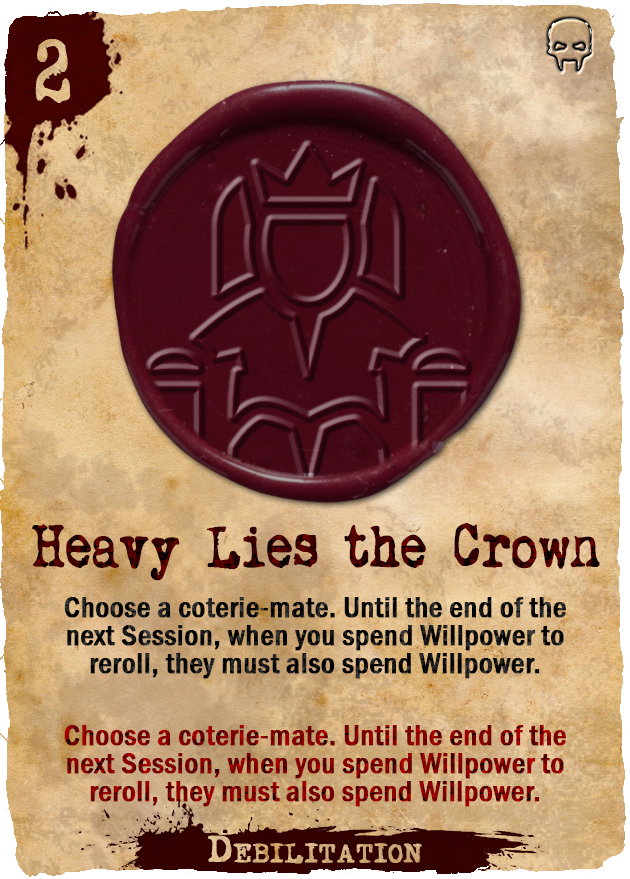 2
Heavy Lies the Crown
Choose a coterie-mate. Until the end of the
next Session, when you spend Willpower to
reroll, they must also spend Willpower.
Choose a coterie-mate. Until the end of the
next Session, when you spend Willpower to
reroll, they must also spend Willpower.
Debilitation